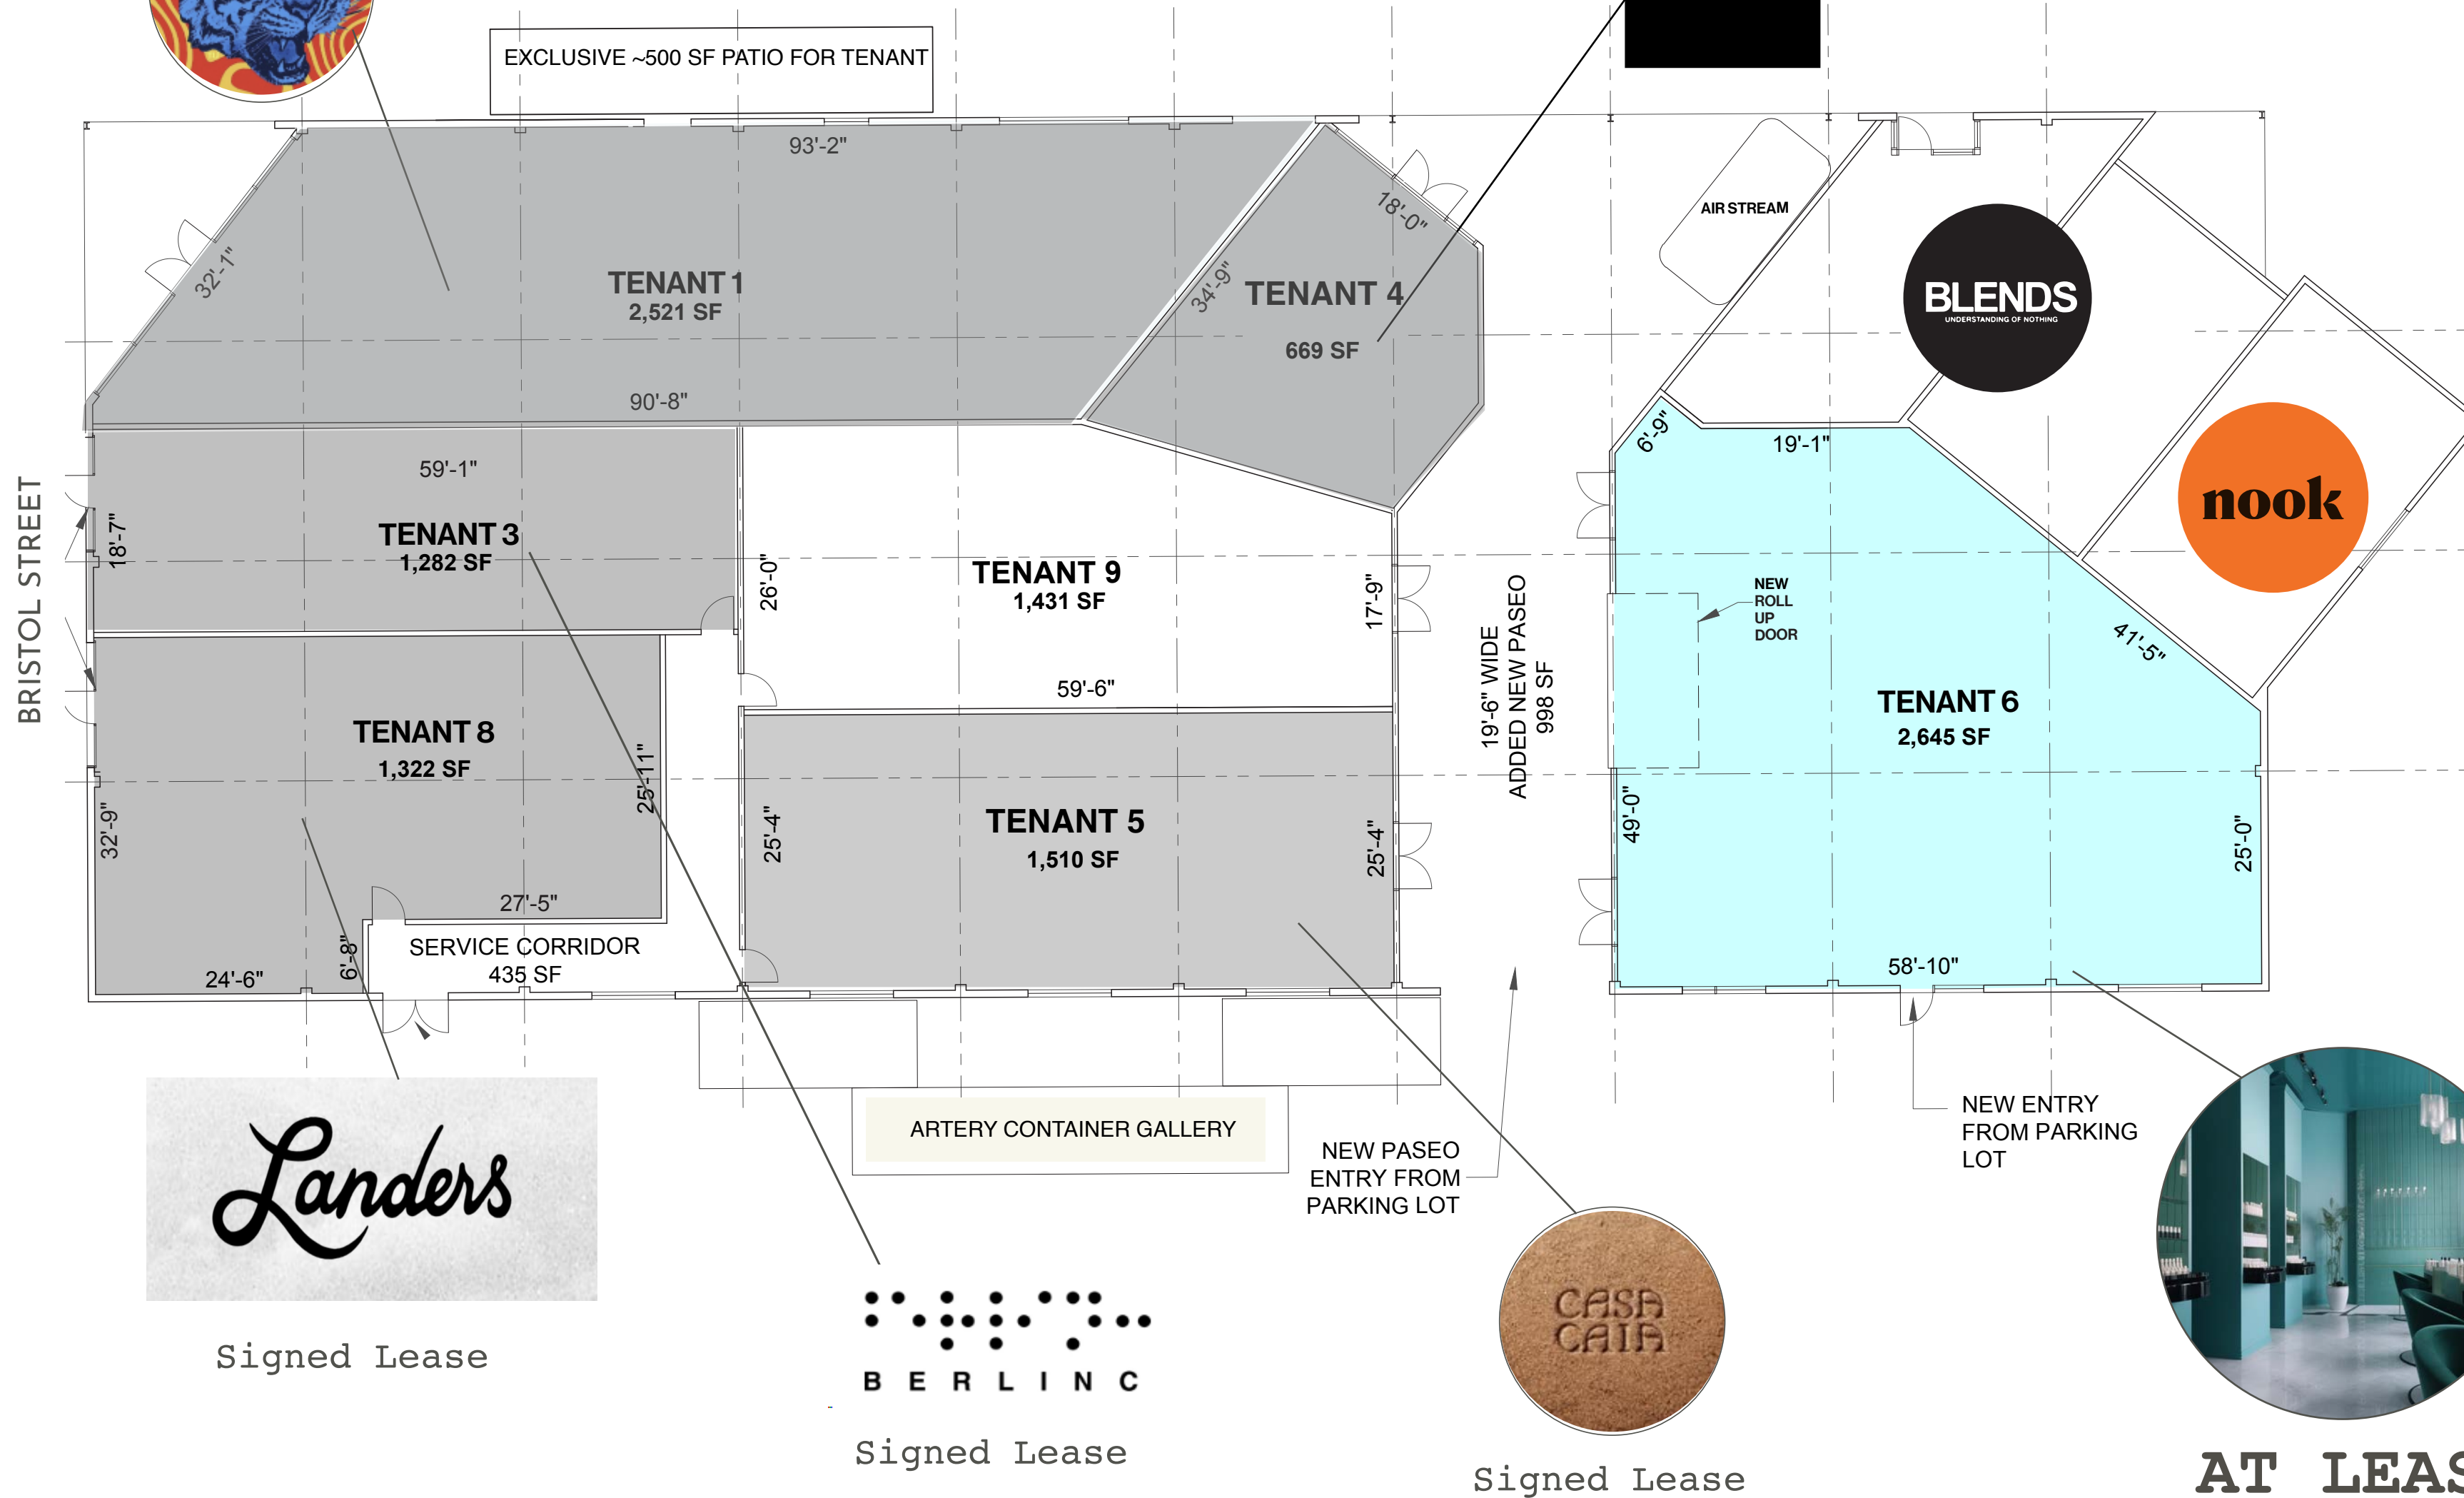 EXCLUSIVE ~500 SF PATIO FOR TENANT
93'-2"
32'-1"
TENANT 1
2,521 SF
90'-8"
18'-0"
34'-9"
TENANT 4
669 SF
AIR STREAM
BLENDS
UNDERSTANDING OF NOTHING
nook
BRISTOL STREET
59'-1"
18'-7"
TENANT 3
1,282 SF
26'-0"
TENANT 9
1,431 SF
17'-9"
59'-6"
19'-6" WIDE
ADDED NEW PASEO
998 SF
6'-9"
19'-1"
NEW
ROLL
UP
DOOR
41'-5"
TENANT 6
2,645 SF
49'-0"
25'-0"
58'-10"
TENANT 8
1,322 SF
25'-11"
32'-9"
27'-5"
6'-8"
24'-6"
SERVICE CORRIDOR
435 SF
TENANT 5
1,510 SF
25'-4"
25'-4"
ARTERY CONTAINER GALLERY
NEW PASEO
ENTRY FROM
PARKING LOT
NEW ENTRY
FROM PARKING
LOT
Landers
Signed Lease
BERLINC
Signed Lease
CASA
CAIA
Signed Lease
AT LEAS